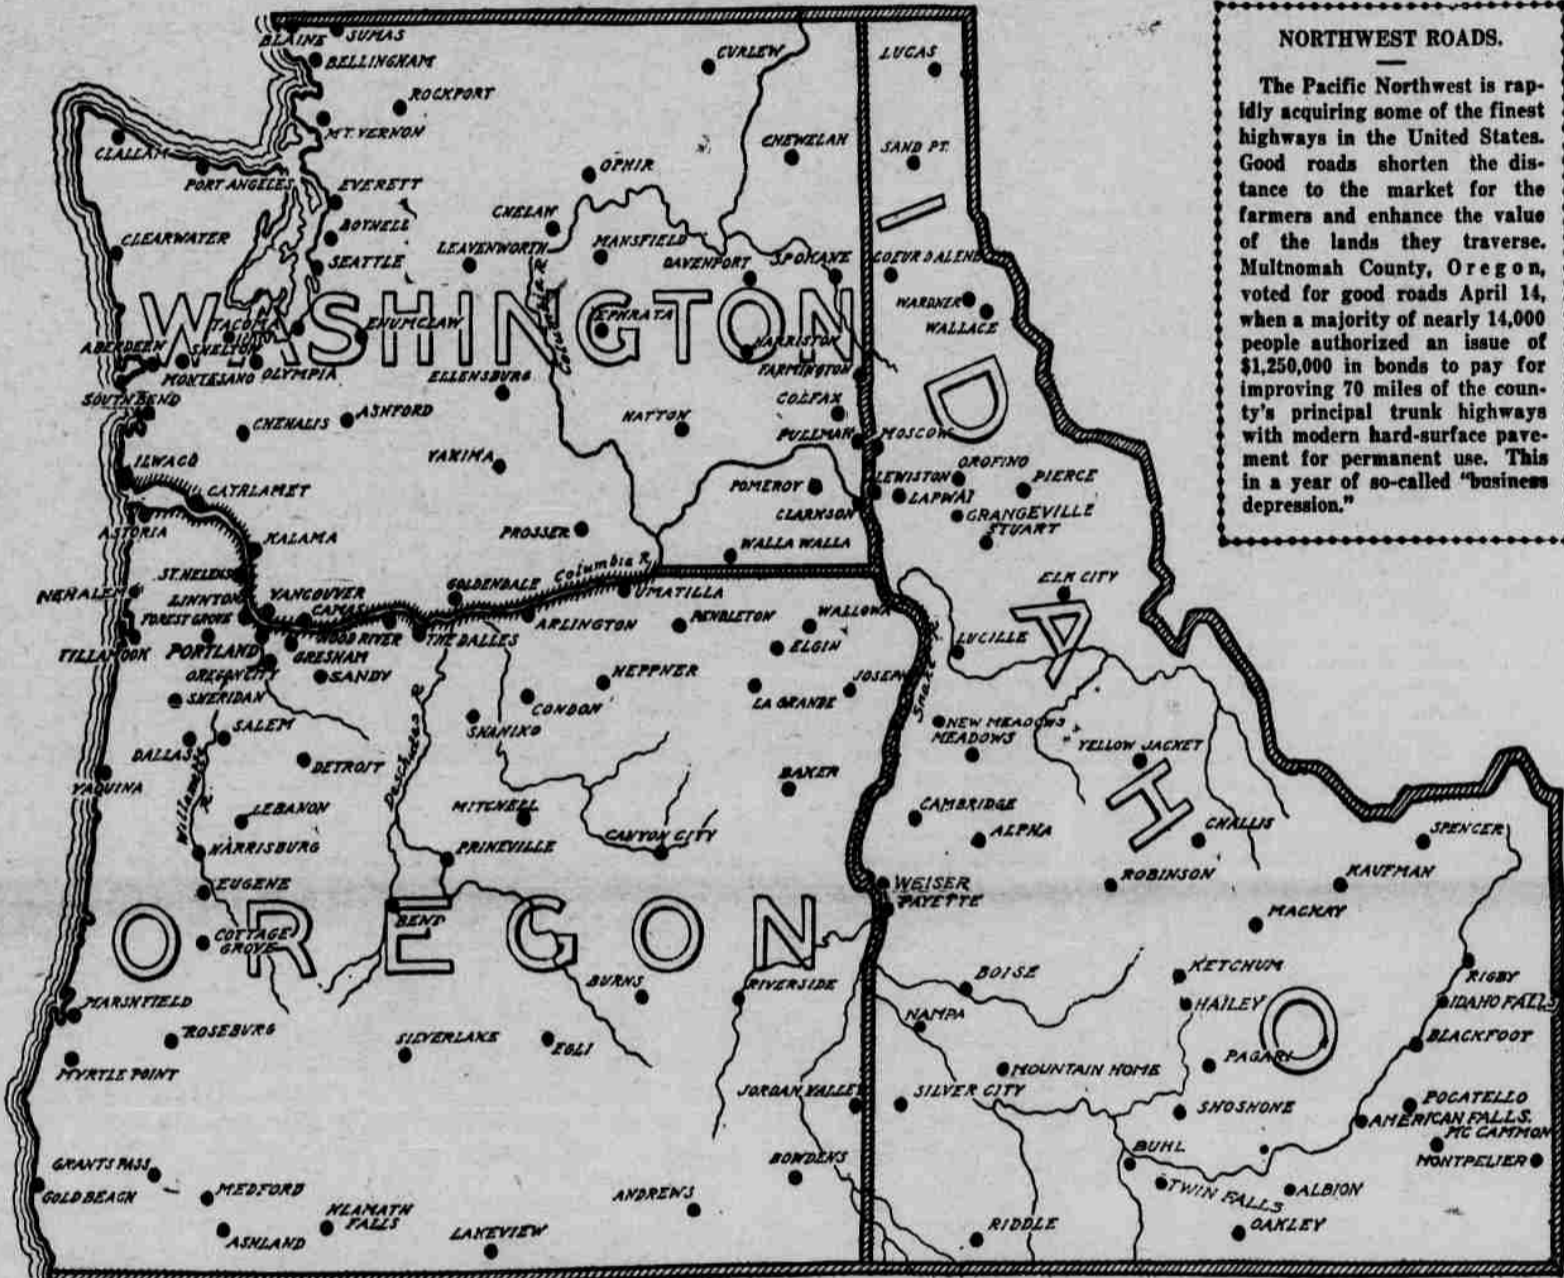 NORTHWEST ROADS.
The Pacific Northwest is rap-
idly acquiring some of the finest
highways in the United States.
Good roads shorten the dis-
tance to the market for the
farmers and enhance the value
of the lands they traverse.
Multnomah County, Oregon,
voted for good roads April 14,
when a majority of nearly 14,000
people authorized an issue of
$1,250,000 in bonds to pay for
improving 70 miles of the coun-
ty's principal trunk highways
with modern hard-surface pave-
ment for permanent use. This
in a year of so-called "business
depression."
WASHINGTON
BLAINE
SUMAS
BELLINGHAM
ROCKPORT
MT. VERNON
CURLEW
CHEWELAH
CLALLAM
PORT ANGELES
OPHIR
EVERETT
BOTHELL
CLEARWATER
SEATTLE
LEAVENWORTH
CHELAN
MANSFIELD
DAVENPORT
SPOKANE
TACOMA
ENUMCLAW
EPHRATA
HARRISTON
ABERDEEN
SHELTON
MONTESANO
OLYMPIA
ELLENSBURG
FARMINGTON
SOUTH BEND
CHEHALIS
ASHFORD
HATTON
COLFAX
PULLMAN
ILWACO
YAKIMA
CATHLAMET
POMEROY
CLARKSON
KALAMA
PROSSER
WALLA WALLA
GOLDENDALE
Columbia R.
VANCOUVER
CAMAS
OREGON
ASTORIA
ST. HELENS
NEHALEM
LINNTON
FOREST GROVE
HOOD RIVER
THE DALLES
ARLINGTON
UMATILLA
PENDLETON
WALLOWA
TILLAMOOK
PORTLAND
GRESHAM
ELGIN
OREGON CITY
SANDY
HEPPNER
JOSEPH
SHERIDAN
CONDON
LA GRANDE
SALEM
SHANIKO
DALLAS
DETROIT
Willamette R.
Deschutes R.
YAQUINA
BAKER
LEBANON
MITCHELL
CANYON CITY
HARRISBURG
PRINEVILLE
EUGENE
BEND
COTTAGE GROVE
BURNS
RIVERSIDE
MARSHFIELD
ROSEBURG
SILVERLAKE
EGLI
MYRTLE POINT
JORDAN VALLEY
GRANTS PASS
BOWDENS
GOLD BEACH
MEDFORD
KLAMATH FALLS
ANDREWS
ASHLAND
LAKEVIEW
IDAHO
LUCAS
SAND PT.
COEUR D ALENE
WARDNER
WALLACE
MOSCOW
OROFINO
LEWISTON
PIERCE
LAPWAI
GRANGEVILLE
STUART
ELK CITY
LUCILLE
Snake R.
NEW MEADOWS
MEADOWS
YELLOW JACKET
CAMBRIDGE
ALPHA
CHALLIS
SPENCER
ROBINSON
KAUFMAN
WEISER
PAYETTE
MACKAY
BOISE
KETCHUM
RIGBY
HAILEY
IDAHO FALLS
NAMPA
BLACKFOOT
MOUNTAIN HOME
PAGARI
SILVER CITY
SHOSHONE
POCATELLO
AMERICAN FALLS.
MC CAMMON
BUHL
MONTPELIER
TWIN FALLS
ALBION
RIDDLE
OAKLEY